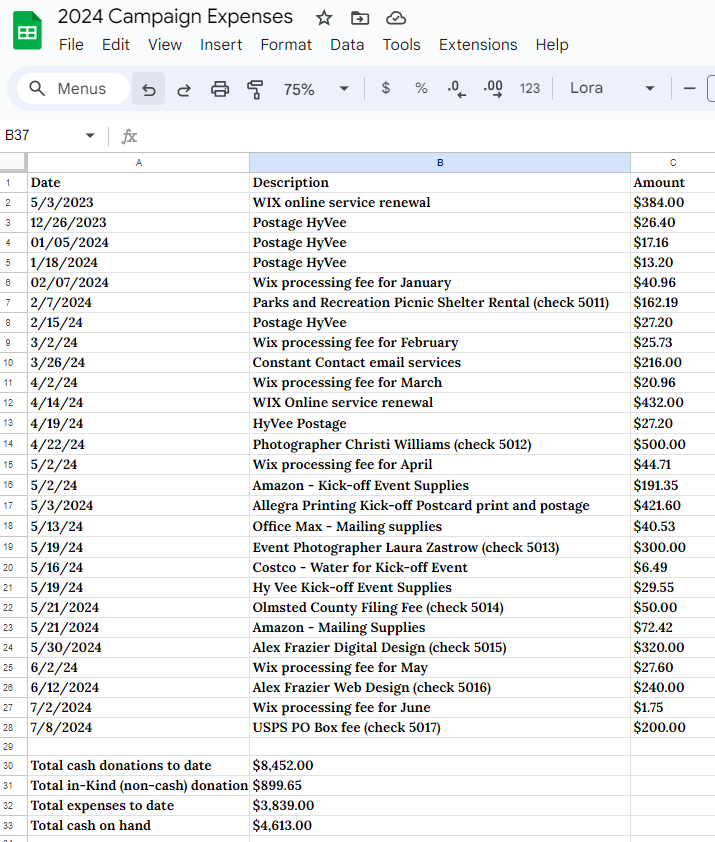 2024 Campaign Expenses
File Edit View Insert Format Data Tools Extensions Help
Menus 75% $ % .0 .00 123 Lora
B37 fx
A B C
1 Date Description Amount
2 5/3/2023 WIX online service renewal $384.00
3 12/26/2023 Postage HyVee $26.40
4 01/05/2024 Postage HyVee $17.16
5 1/18/2024 Postage HyVee $13.20
6 02/07/2024 Wix processing fee for January $40.96
7 2/7/2024 Parks and Recreation Picnic Shelter Rental (check 5011) $162.19
8 2/15/24 Postage HyVee $27.20
9 3/2/24 Wix processing fee for February $25.73
10 3/26/24 Constant Contact email services $216.00
11 4/2/24 Wix processing fee for March $20.96
12 4/14/24 WIX Online service renewal $432.00
13 4/19/24 HyVee Postage $27.20
14 4/22/24 Photographer Christi Williams (check 5012) $500.00
15 5/2/24 Wix processing fee for April $44.71
16 5/2/24 Amazon - Kick-off Event Supplies $191.35
17 5/3/2024 Allegra Printing Kick-off Postcard print and postage $421.60
18 5/13/24 Office Max - Mailing supplies $40.53
19 5/19/24 Event Photographer Laura Zastrow (check 5013) $300.00
20 5/16/24 Costco - Water for Kick-off Event $6.49
21 5/19/24 Hy Vee Kick-off Event Supplies $29.55
22 5/21/2024 Olmsted County Filing Fee (check 5014) $50.00
23 5/21/2024 Amazon - Mailing Supplies $72.42
24 5/30/2024 Alex Frazier Digital Design (check 5015) $320.00
25 6/2/24 Wix processing fee for May $27.60
26 6/12/2024 Alex Frazier Web Design (check 5016) $240.00
27 7/2/2024 Wix processing fee for June $1.75
28 7/8/2024 USPS PO Box fee (check 5017) $200.00
29
30 Total cash donations to date $8,452.00
31 Total in-Kind (non-cash) donation $899.65
32 Total expenses to date $3,839.00
33 Total cash on hand $4,613.00